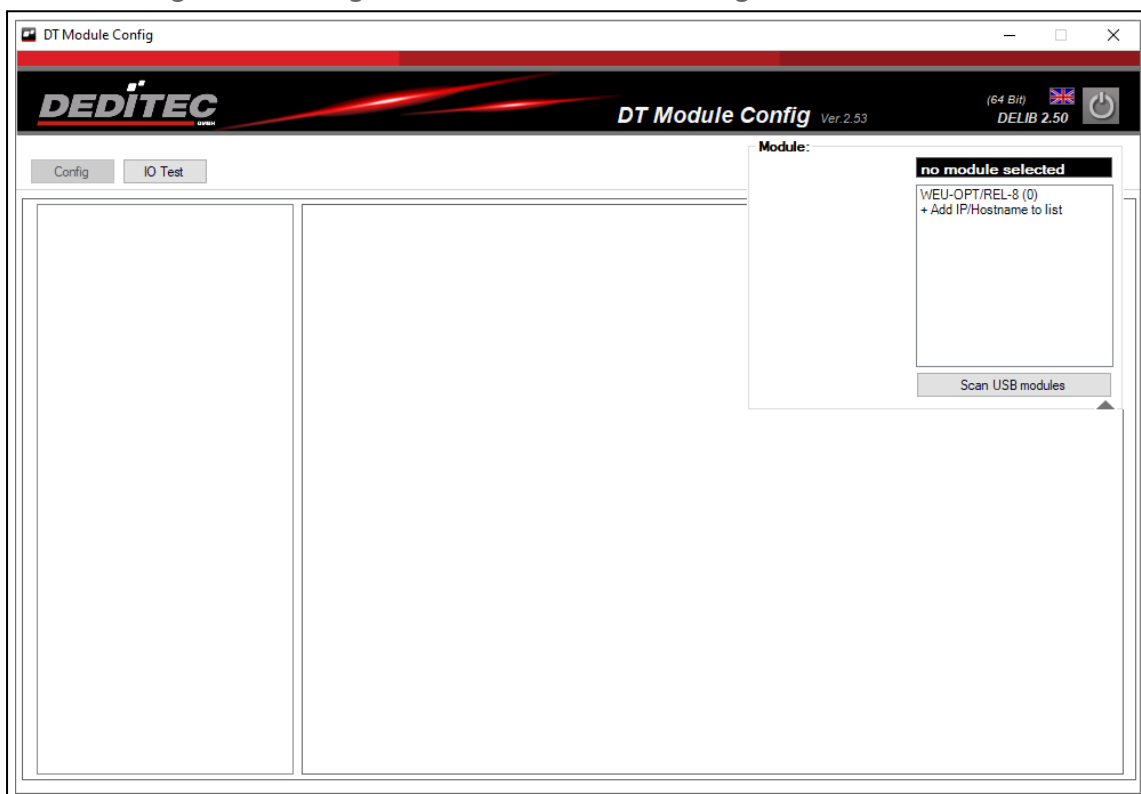 DT Module Config
DEDITEC
GMBH
DT Module Config Ver.2.53
(64 Bit)
DELIB 2.50
Config
IO Test
Module:
no module selected
WEU-OPT/REL-8 (0)
+ Add IP/Hostname to list
Scan USB modules